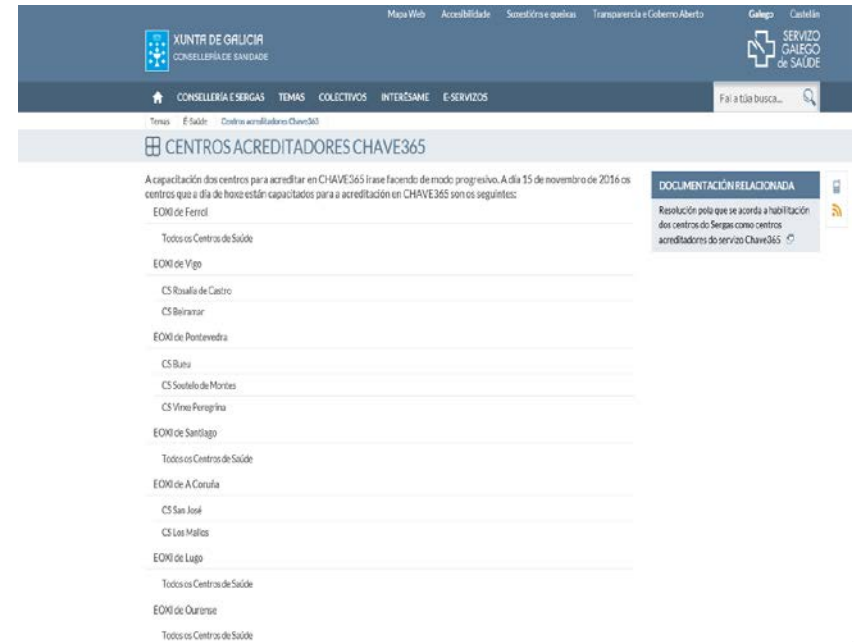 Mapa Web Accesibilidade Suxestións e queixas Transparencia e Goberno Aberto Galego Castelán
XUNTA DE GALICIA
CONSELLERÍA DE SANIDADE
SERVIZO
GALEGO
de SAÚDE
CONSELLERÍA E SERGAS TEMAS COLECTIVOS INTERÉSAME E-SERVIZOS
Fai a túa busca...
Temas É-Saúde Centros acreditadores Chave365
CENTROS ACREDITADORES CHAVE365
A capacitación dos centros para acreditar en CHAVE365 irase facendo de modo progresivo. A día 15 de novembro de 2016 os
centros que a día de hoxe están capacitados para a acreditación en CHAVE365 son os seguintes:
EOXI de Ferrol
Todos os Centros de Saúde
EOXI de Vigo
CS Rosalía de Castro
CS Beiramar
EOXI de Pontevedra
CS Bueu
CS Soutelo de Montes
CS Virxe Peregrina
EOXI de Santiago
Todos os Centros de Saúde
EOXI de A Coruña
CS San José
CS Los Mallos
EOXI de Lugo
Todos os Centros de Saúde
EOXI de Ourense
Todos os Centros de Saúde
DOCUMENTACIÓN RELACIONADA
Resolución pola que se acorda a habilitación
dos centros do Sergas como centros
acreditadores do servizo Chave365